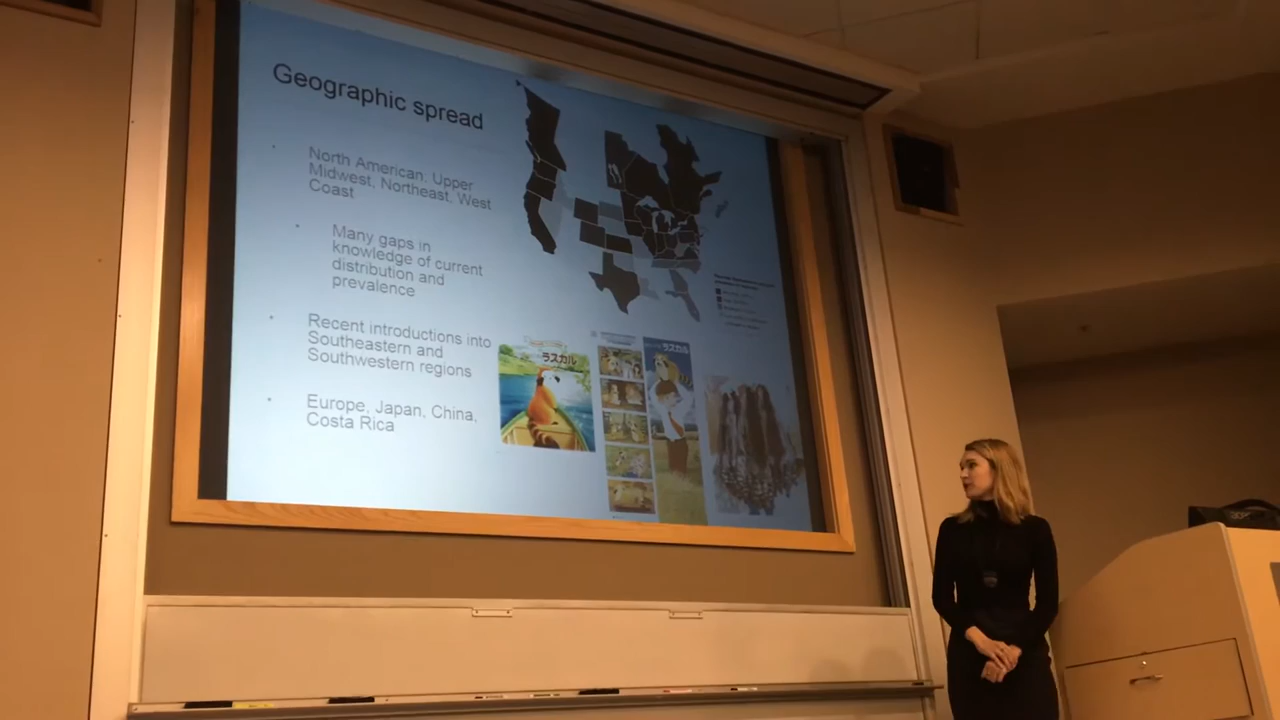 Geographic spread
North American, Upper
Midwest, Northeast, West
Coast
Many gaps in
knowledge of current
distribution and
prevalence
Recent introductions into
Southeastern and
Southwestern regions
Europe, Japan, China,
Costa Rica
ラスカル
ラスカル